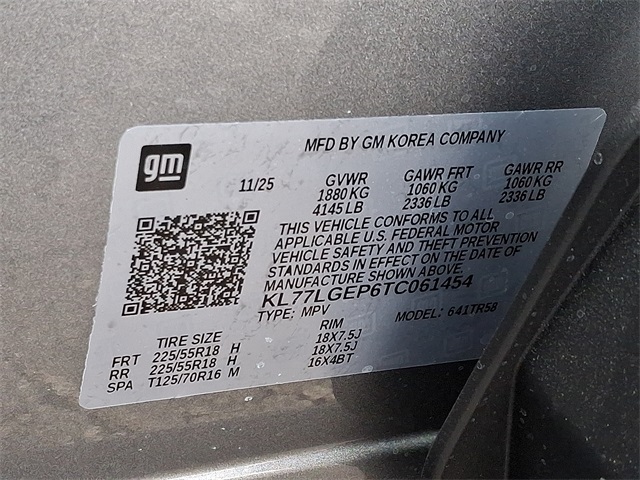 gm
MFD BY GM KOREA COMPANY
11/25 GVWR GAWR FRT GAWR RR
1880 KG 1060 KG 1060 KG
4145 LB 2336 LB 2336 LB
THIS VEHICLE CONFORMS TO ALL
APPLICABLE U.S. FEDERAL MOTOR
VEHICLE SAFETY AND THEFT PREVENTION
STANDARDS IN EFFECT ON THE DATE OF
MANUFACTURE SHOWN ABOVE.
KL77LGEP6TC061454
TYPE: MPV MODEL: 641TR58
TIRE SIZE RIM
FRT 225/55R18 H 18X7.5J
RR 225/55R18 H 18X7.5J
SPA T125/70R16 M 16X4BT